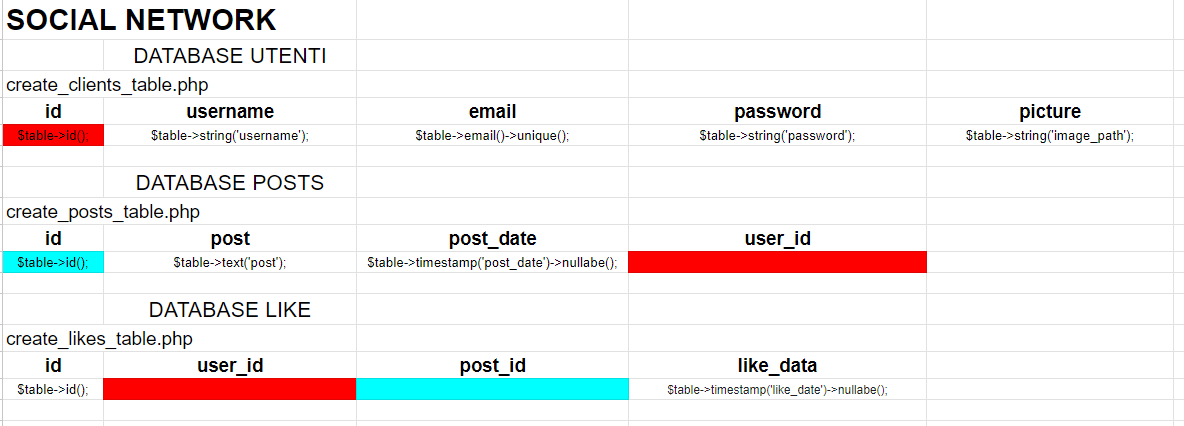 SOCIAL NETWORK
DATABASE UTENTI
create_clients_table.php
id username email password picture
$table->id(); $table->string('username'); $table->email()->unique(); $table->string('password'); $table->string('image_path');
DATABASE POSTS
create_posts_table.php
id post post_date user_id
$table->id(); $table->text('post'); $table->timestamp('post_date')->nullabe();
DATABASE LIKE
create_likes_table.php
id user_id post_id like_data
$table->id(); $table->timestamp('like_date')->nullabe();